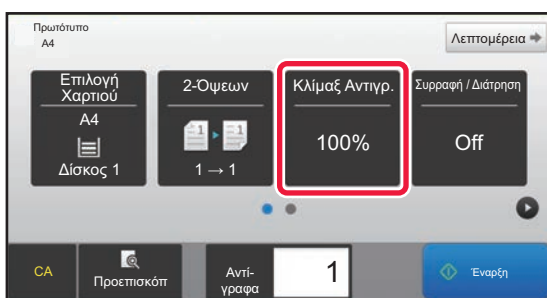 Πρωτότυπο
A4
Λεπτομέρεια
Επιλογή
Χαρτιού
A4
Δίσκος 1
2-Όψεων
1 → 1
Κλίμαξ Αντιγρ.
100%
Συρραφή / Διάτρηση
Off
CA
Προεπισκόπ
Αντί-
γραφα
1
Έναρξη